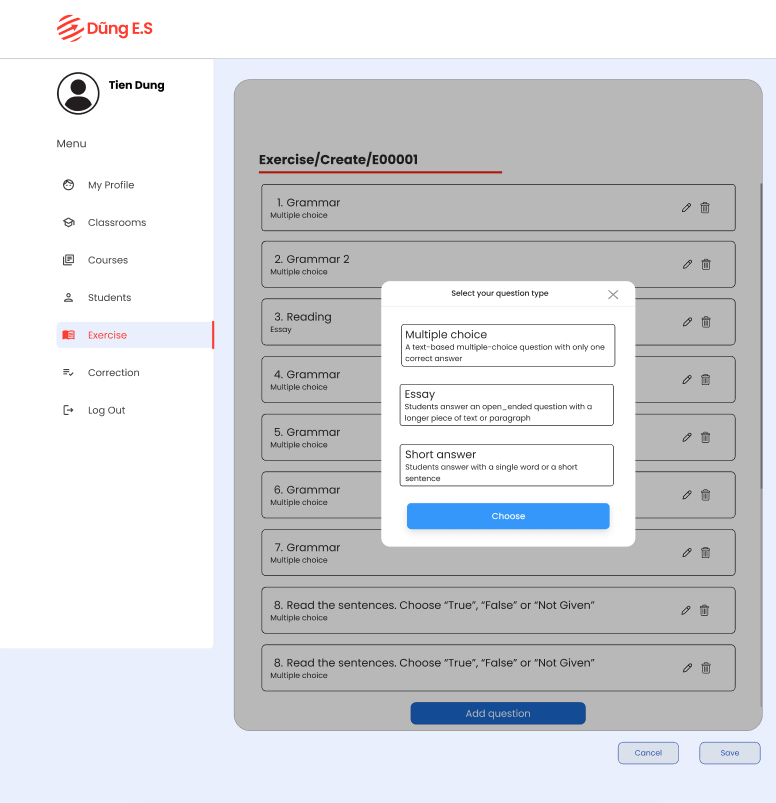 Dũng E.S
Tien Dung
Menu
My Profile
Classrooms
Courses
Students
Exercise
Correction
Log Out
Exercise/Create/E00001
1. Grammar
Multiple choice
2. Grammar 2
Multiple choice
3. Reading
Essay
4. Grammar
Multiple choice
5. Grammar
Multiple choice
6. Grammar
Multiple choice
7. Grammar
Multiple choice
8. Read the sentences. Choose “True”, “False” or “Not Given”
Multiple choice
8. Read the sentences. Choose “True”, “False” or “Not Given”
Multiple choice
Add question
Select your question type
Multiple choice
A text-based multiple-choice question with only one
correct answer
Essay
Students answer an open_ended question with a
longer piece of text or paragraph
Short answer
Students answer with a single word or a short
sentence
Choose
Cancel
Save